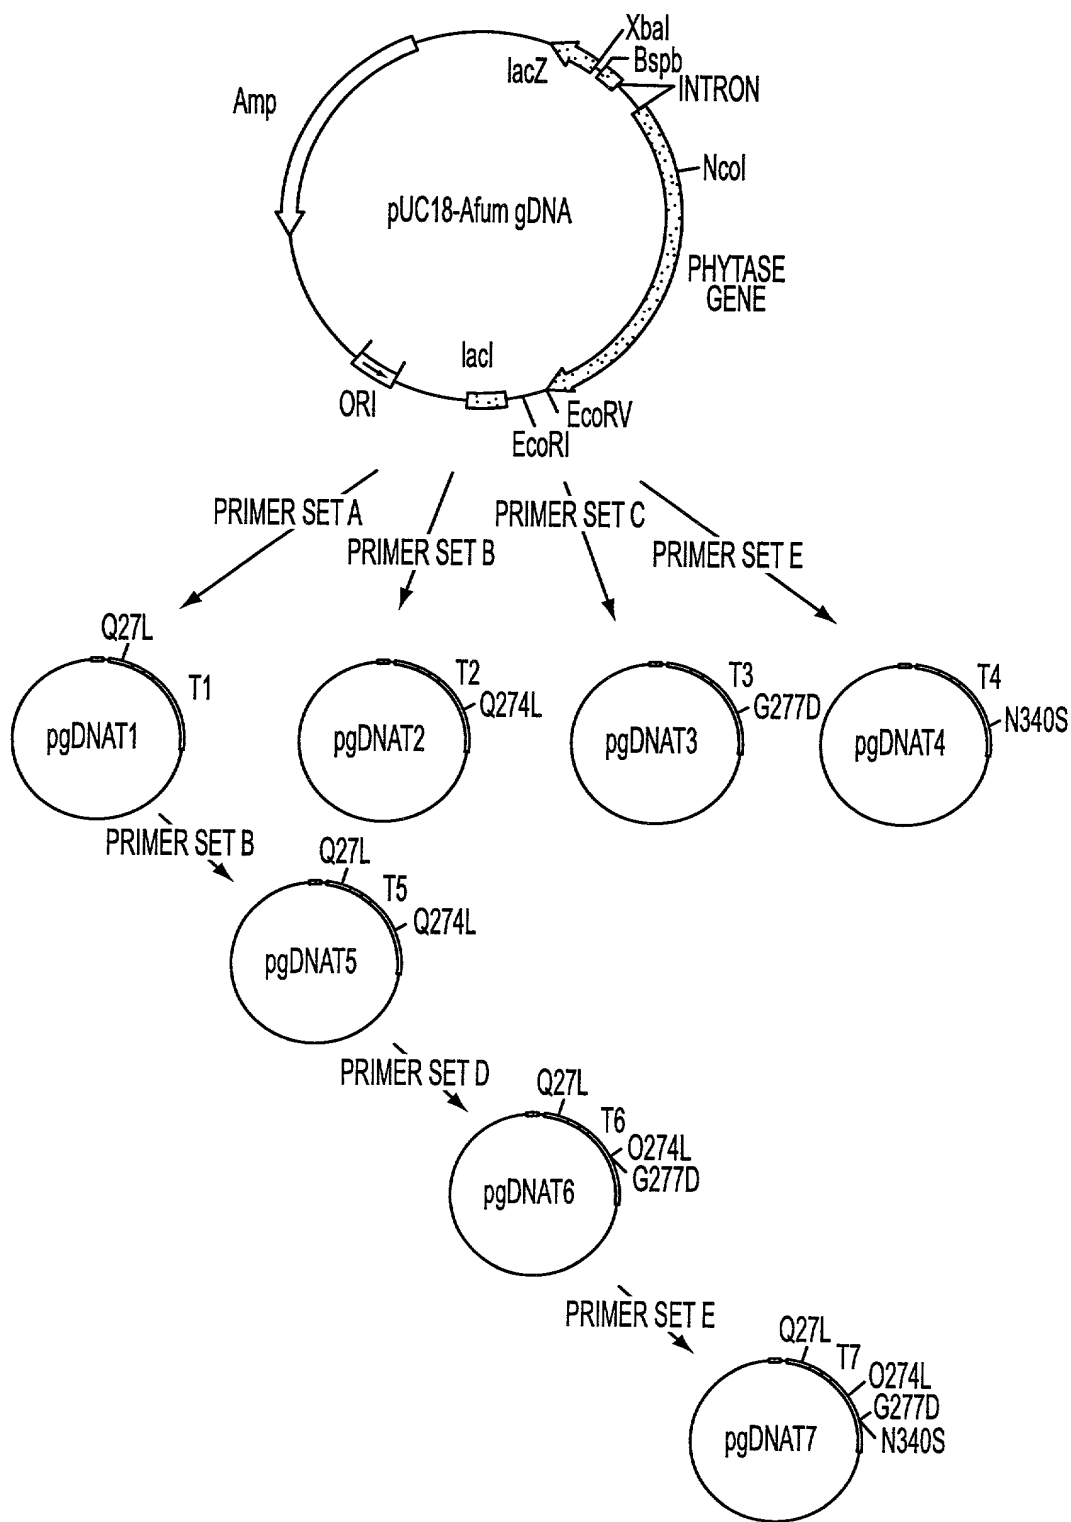 XbaI
Bspb
lacZ
INTRON
Amp
NcoI
pUC18-Afum gDNA
PHYTASE
GENE
lacI
ORI
EcoRV
EcoRI
PRIMER SET A
PRIMER SET C
PRIMER SET B
PRIMER SET E
Q27L
T1
T2
T3
T4
Q274L
G277D
N340S
pgDNAT1
pgDNAT2
pgDNAT3
pgDNAT4
PRIMER SET B
Q27L
T5
Q274L
pgDNAT5
PRIMER SET D
Q27L
T6
O274L
G277D
pgDNAT6
PRIMER SET E
Q27L
T7
O274L
G277D
N340S
pgDNAT7